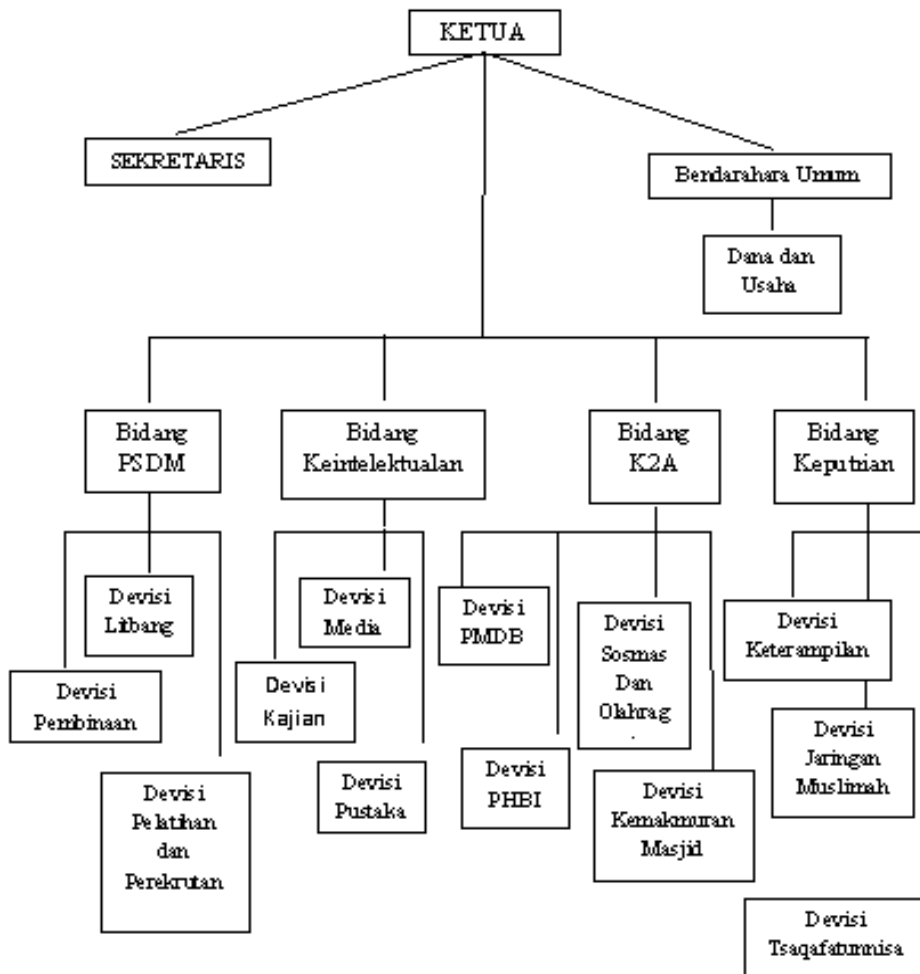 KETUA
SEKRETARIS
Bendarahara Umum
Dana dan
Usaha
Bidang
PSDM
Bidang
Keintelektualan
Bidang
K2A
Bidang
Keputrian
Devisi
Litbang
Devisi
Media
Devisi
PMDB
Devisi
Sosmas
Dan
Olahrag
.
Devisi
Keterampilan
Devisi
Pembinaan
Devisi
Kajian
Devisi
Jaringan
Muslimah
Devisi
Pelatihan
dan
Perekrutan
Devisi
Pustaka
Devisi
PHBI
Devisi
Kemakmuran
Masjid
Devisi
Tsaqafatunnisa